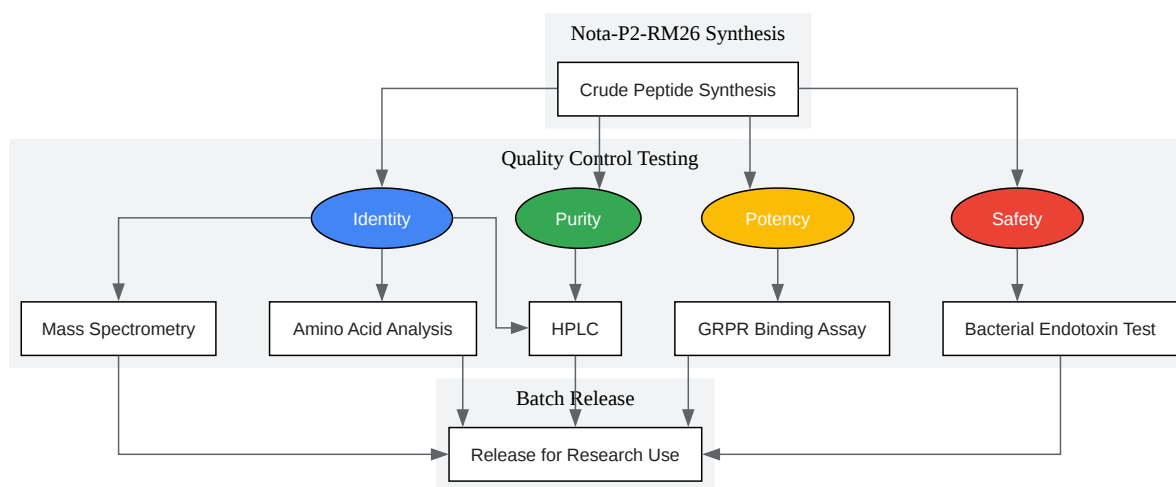 Nota-P2-RM26 Synthesis
Crude Peptide Synthesis
Quality Control Testing
Identity
Purity
Potency
Safety
Mass Spectrometry
Amino Acid Analysis
HPLC
GRPR Binding Assay
Bacterial Endotoxin Test
Batch Release
Release for Research Use